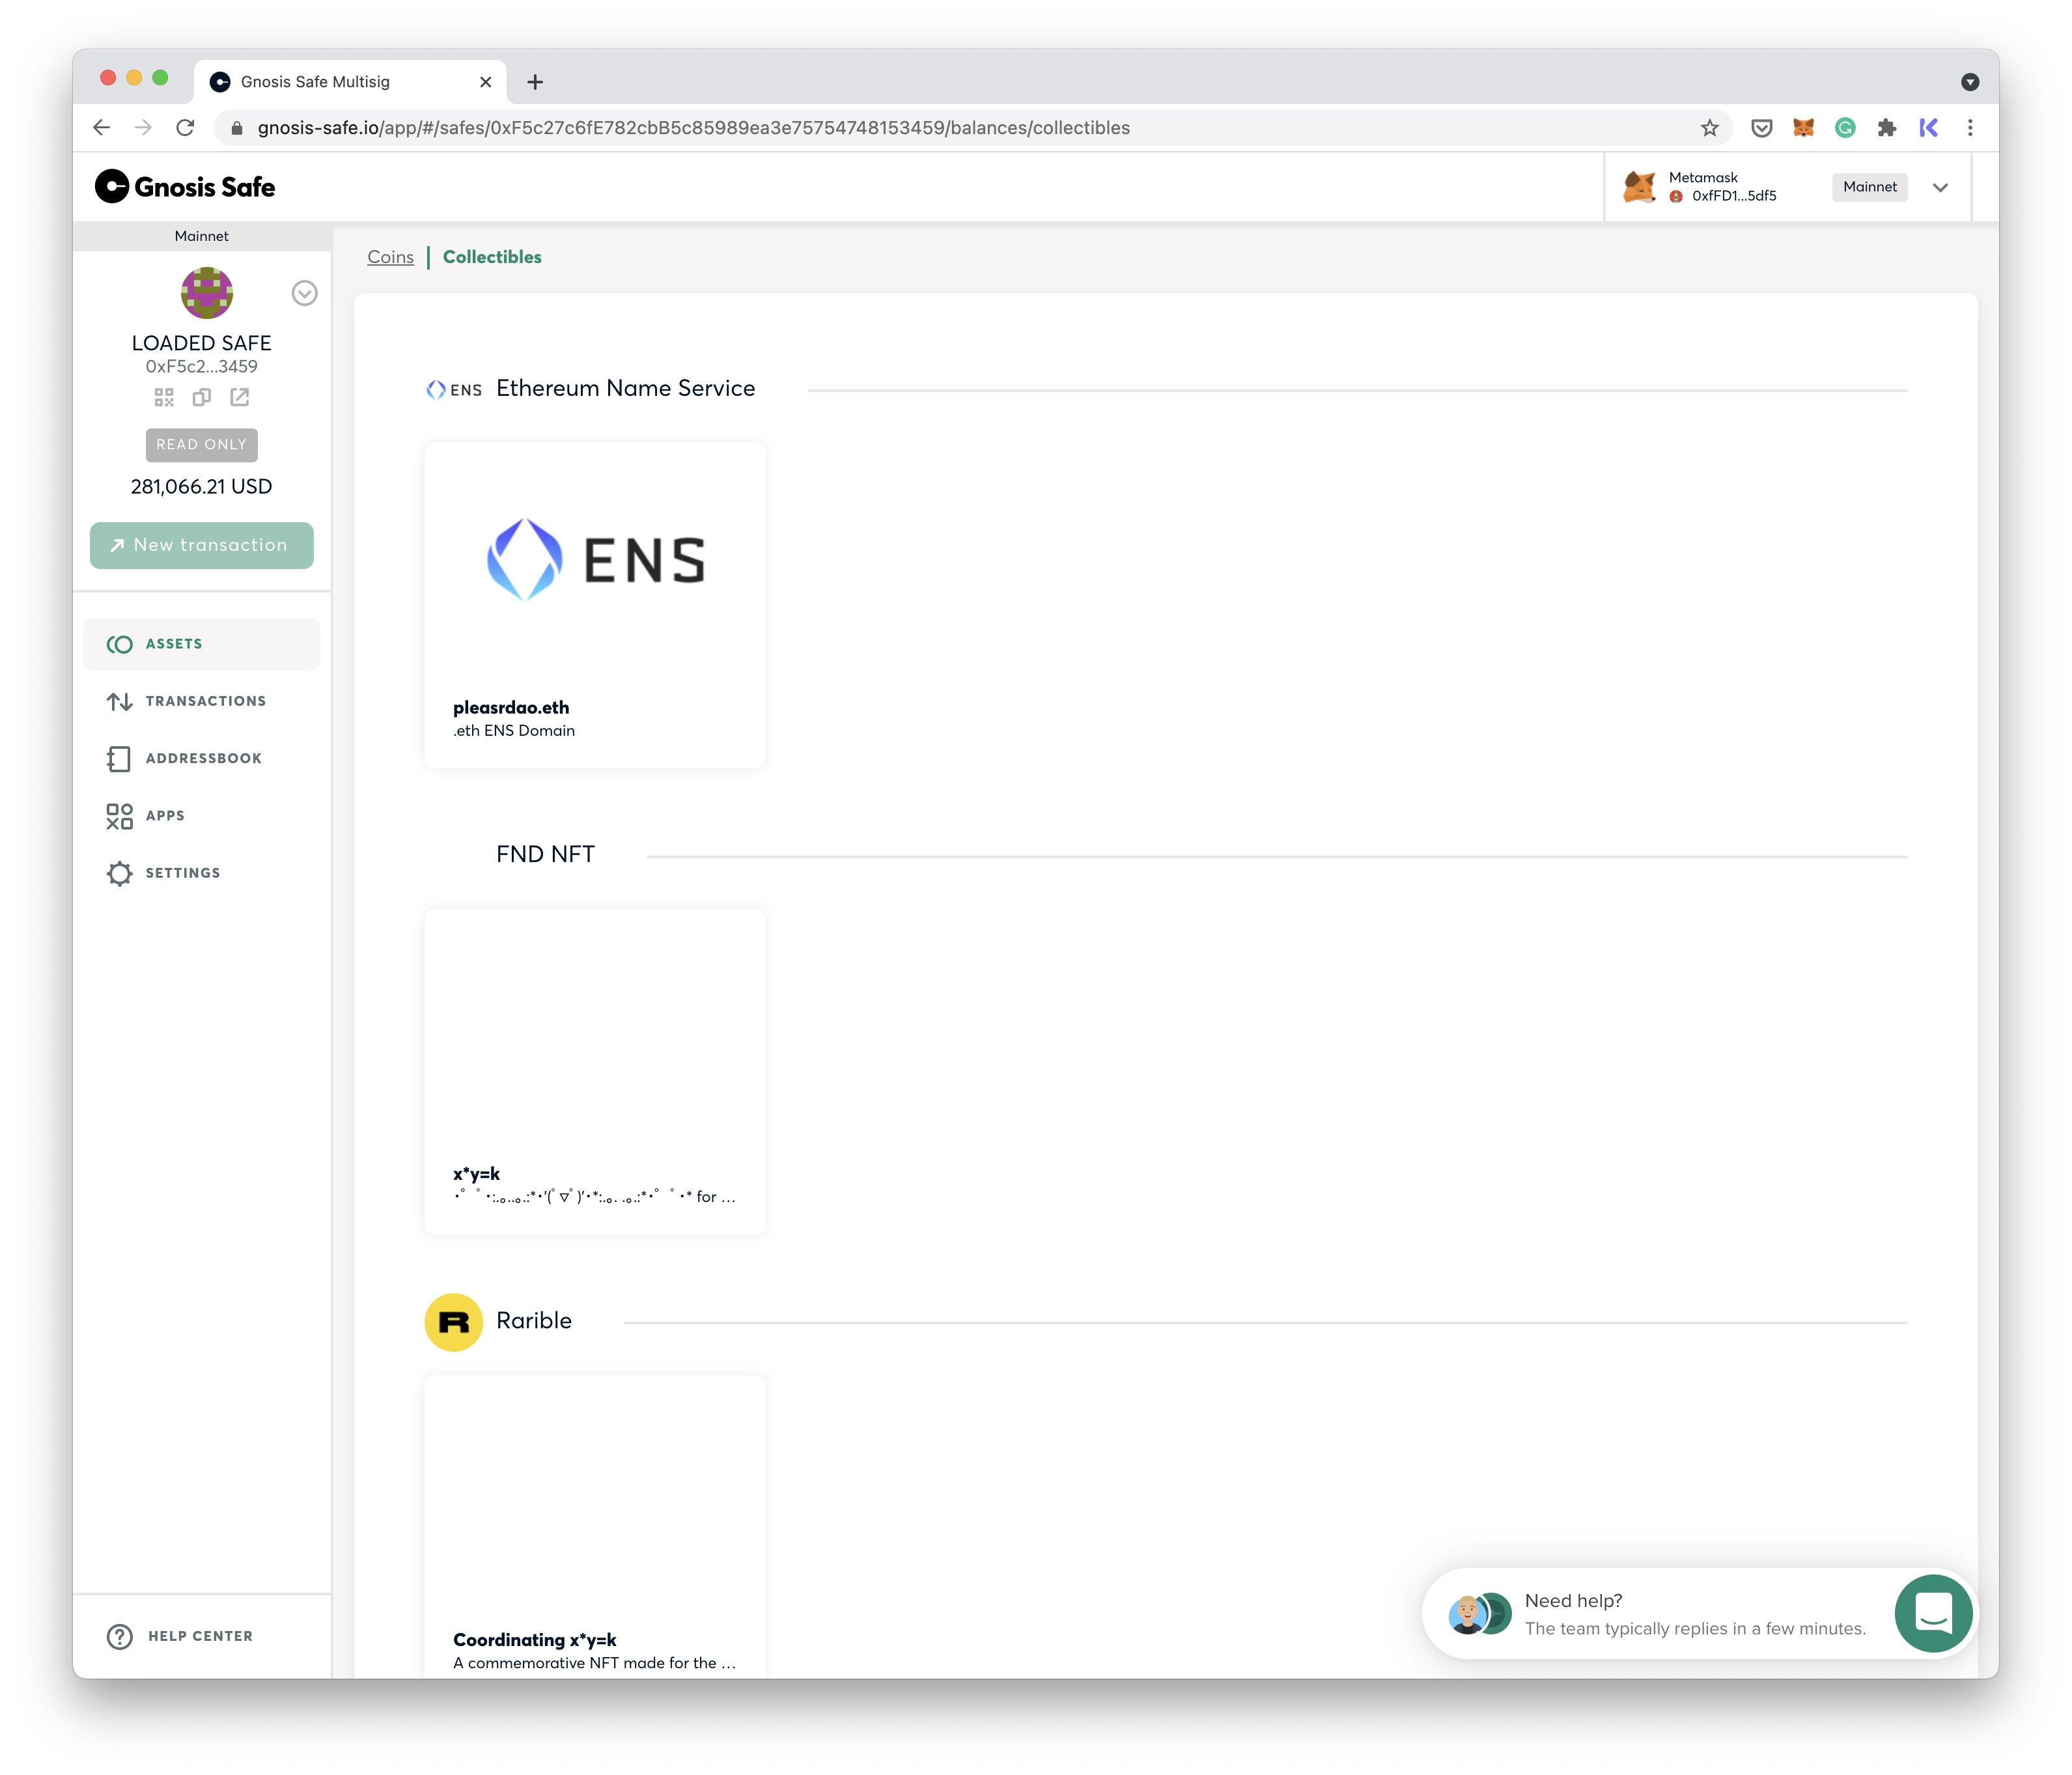 Gnosis Safe Multisig
gnosis-safe.io/app/#/safes/0xF5c27c6fE782cbB5c85989ea3e75754748153459/balances/collectibles
Gnosis Safe
Metamask
0xfFD1...5df5
Mainnet
Mainnet
LOADED SAFE
0xF5c2...3459
READ ONLY
281,066.21 USD
New transaction
ASSETS
TRANSACTIONS
ADDRESSBOOK
APPS
SETTINGS
HELP CENTER
Coins
Collectibles
ENS Ethereum Name Service
ENS
pleasrdao.eth
.eth ENS Domain
FND NFT
x*y=k
･ﾟ ﾟ･:.｡..｡.:*･'(ﾟ▽ﾟ)'･*:.｡. .｡.:*･ﾟ ﾟ･* for ...
R Rarible
Coordinating x*y=k
A commemorative NFT made for the ...
Need help?
The team typically replies in a few minutes.